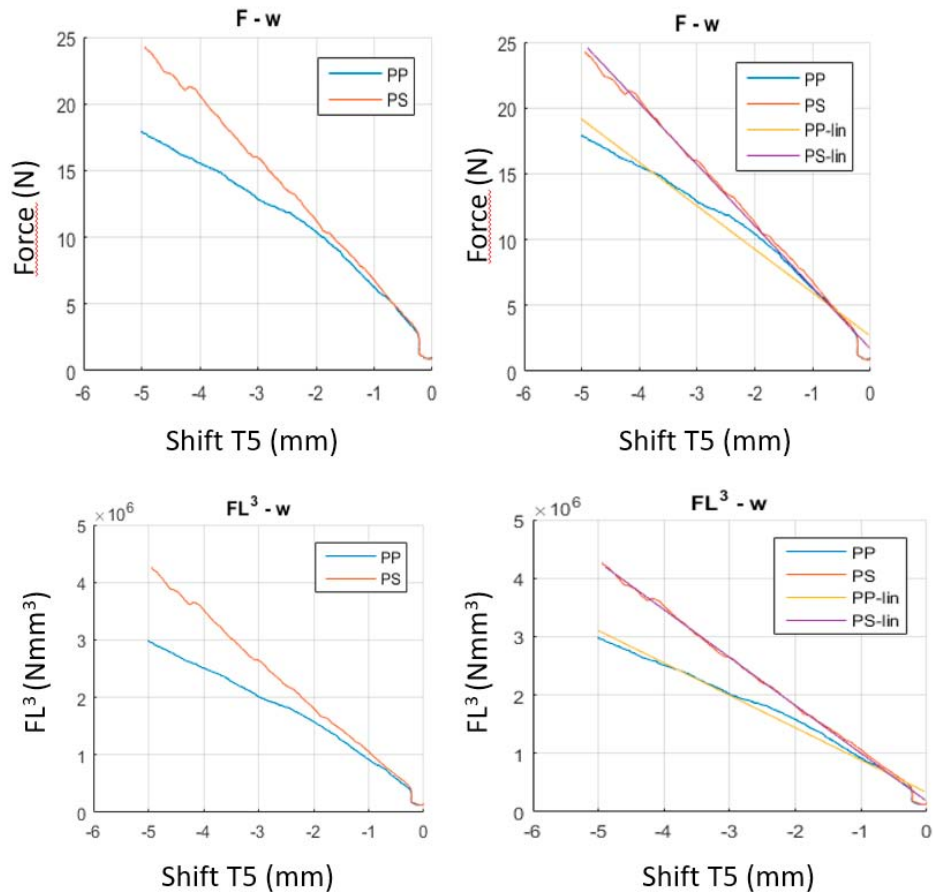 F - w
25
20
15
10
5
0
Force (N)
PP
PS
-6 -5 -4 -3 -2 -1 0
Shift T5 (mm)
F - w
25
20
15
10
5
0
Force (N)
PP
PS
PP-lin
PS-lin
-6 -5 -4 -3 -2 -1 0
Shift T5 (mm)
FL³ - w
×10⁶
5
4
3
2
1
0
FL³ (Nmm³)
PP
PS
-6 -5 -4 -3 -2 -1 0
Shift T5 (mm)
FL³ - w
×10⁶
5
4
3
2
1
0
FL³ (Nmm³)
PP
PS
PP-lin
PS-lin
-6 -5 -4 -3 -2 -1 0
Shift T5 (mm)